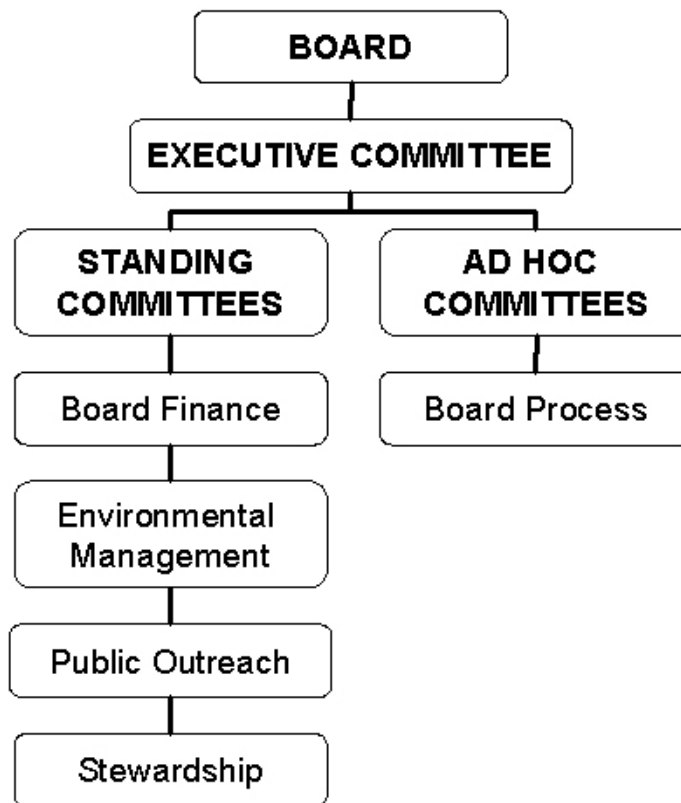 BOARD
EXECUTIVE COMMITTEE
STANDING
COMMITTEES
AD HOC
COMMITTEES
Board Finance
Board Process
Environmental
Management
Public Outreach
Stewardship